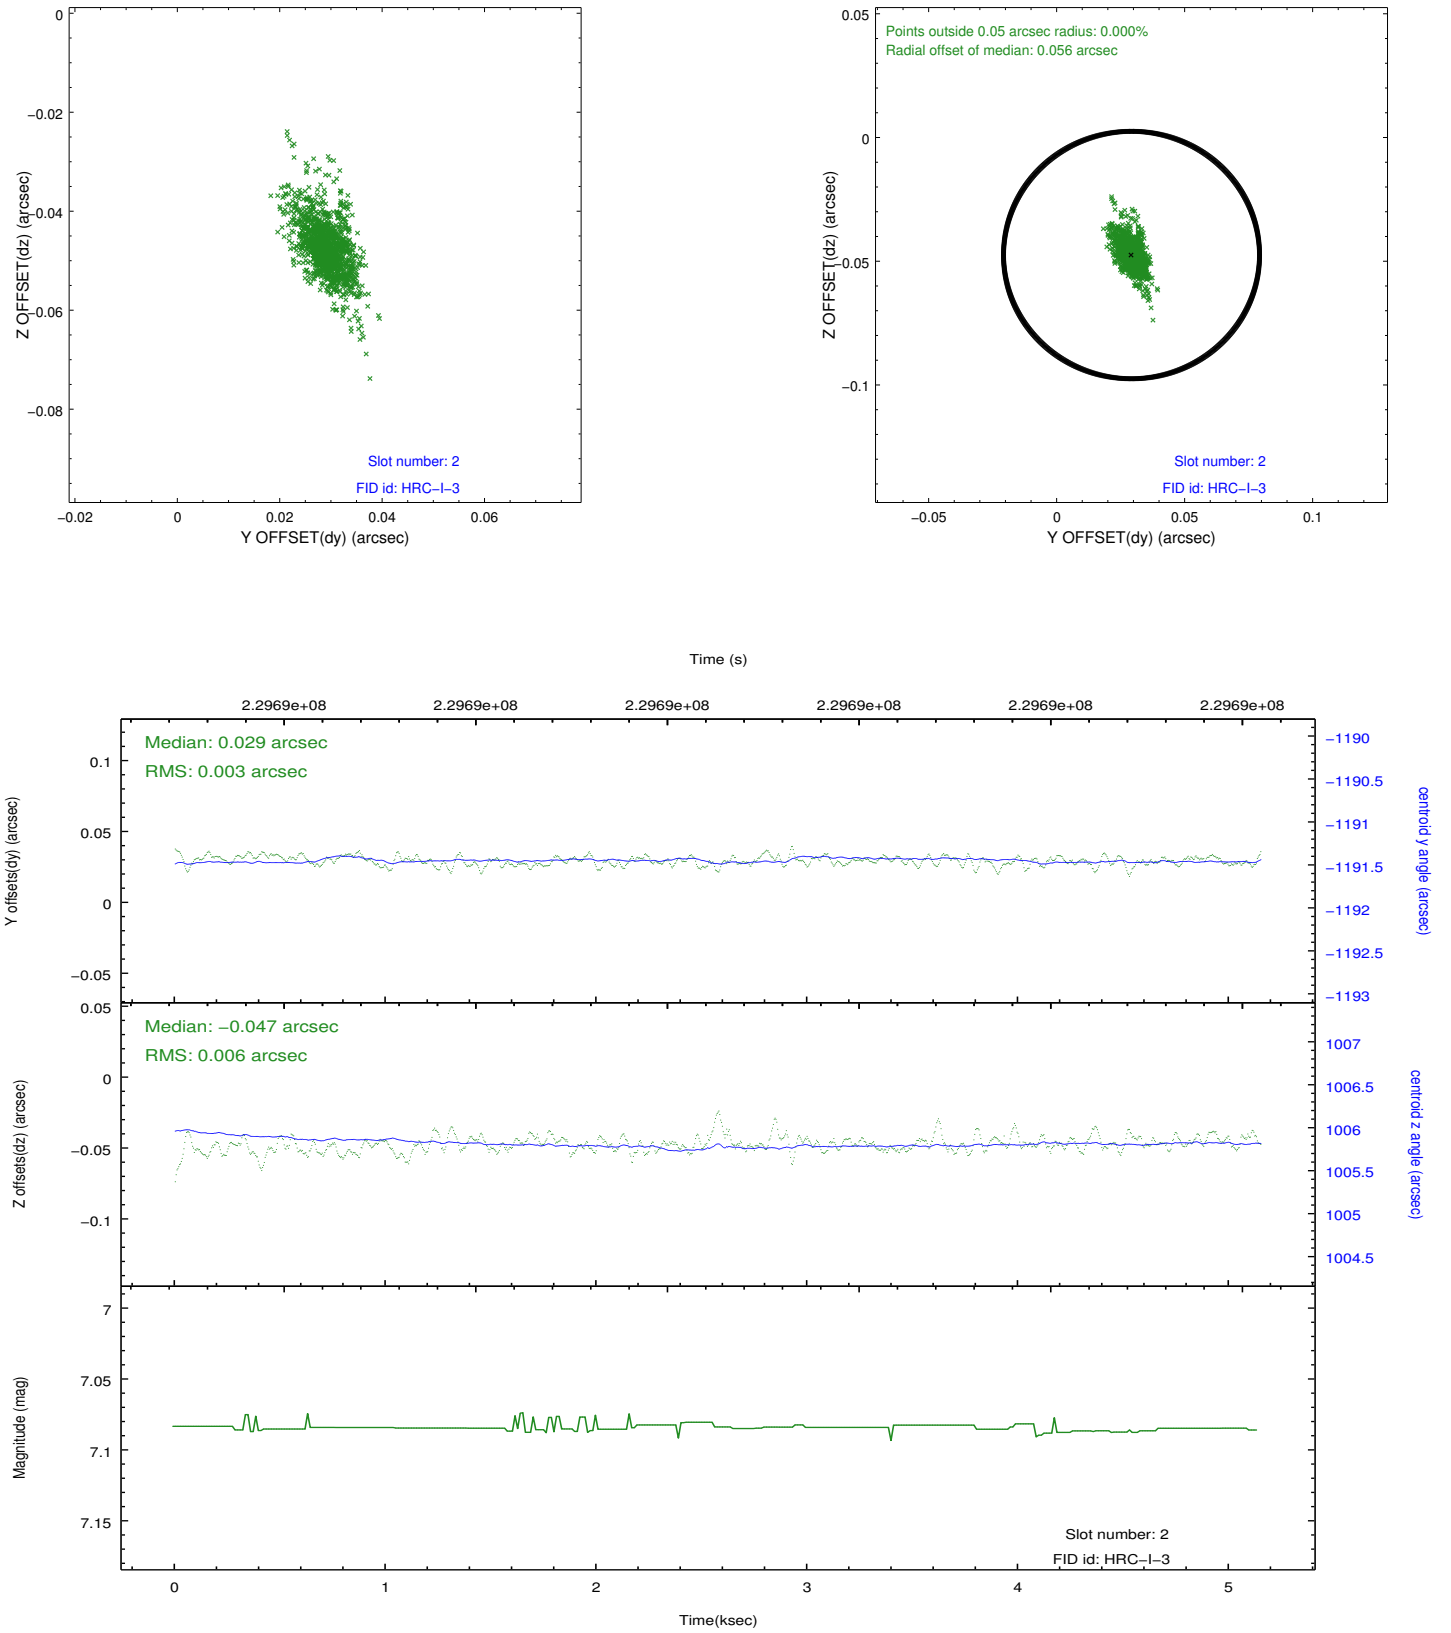 0
−0.02
−0.04
−0.06
−0.08
Z OFFSET(dz) (arcsec)
Slot number: 2
FID id: HRC−I−3
−0.02 0 0.02 0.04 0.06
Y OFFSET(dy) (arcsec)
0.05
0
−0.05
−0.1
Z OFFSET(dz) (arcsec)
Points outside 0.05 arcsec radius: 0.000%
Radial offset of median: 0.056 arcsec
Slot number: 2
FID id: HRC−I−3
−0.05 0 0.05 0.1
Y OFFSET(dy) (arcsec)
Time (s)
2.2969e+08 2.2969e+08 2.2969e+08 2.2969e+08 2.2969e+08 2.2969e+08
Median: 0.029 arcsec
RMS: 0.003 arcsec
0.1
0.05
0
−0.05
Y offsets(dy) (arcsec)
−1190
−1190.5
−1191
−1191.5
−1192
−1192.5
−1193
centroid y angle (arcsec)
Median: −0.047 arcsec
RMS: 0.006 arcsec
0.05
0
−0.05
−0.1
Z offsets(dz) (arcsec)
1007
1006.5
1006
1005.5
1005
1004.5
centroid z angle (arcsec)
7
7.05
7.1
7.15
Magnitude (mag)
Slot number: 2
FID id: HRC−I−3
0 1 2 3 4 5
Time(ksec)